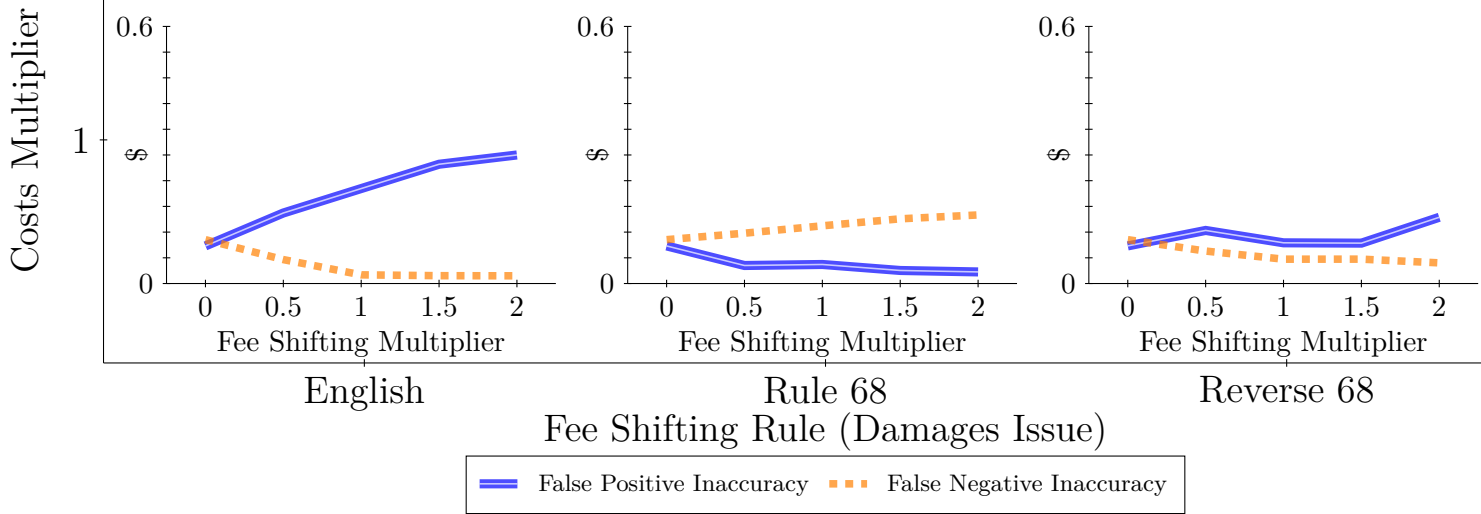 Costs Multiplier
1
0.6
$
0
0 0.5 1 1.5 2
Fee Shifting Multiplier
English
0.6
$
0
0 0.5 1 1.5 2
Fee Shifting Multiplier
Rule 68
0.6
$
0
0 0.5 1 1.5 2
Fee Shifting Multiplier
Reverse 68
Fee Shifting Rule (Damages Issue)
False Positive Inaccuracy False Negative Inaccuracy